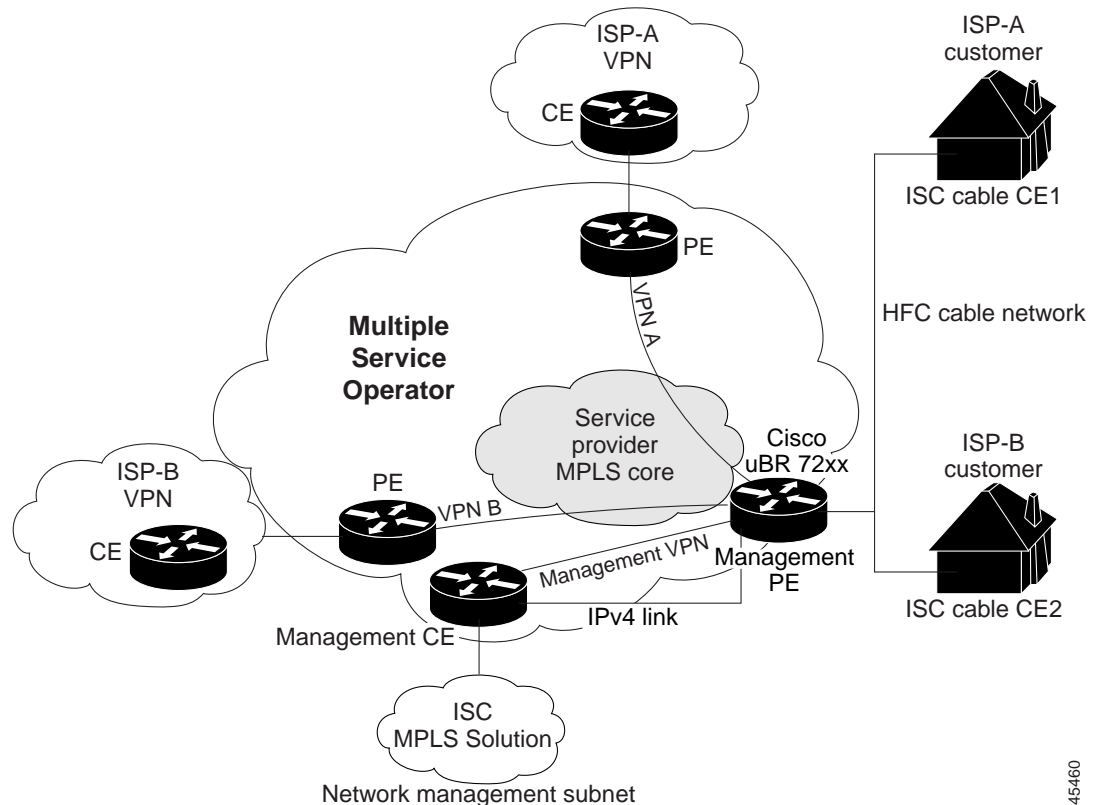 ISP-A
VPN
CE
ISP-A
customer
ISC cable CE1
PE
VPN A
HFC cable network
Multiple
Service
Operator
Service
provider
MPLS core
Cisco
uBR 72xx
ISP-B
customer
ISP-B
VPN
CE
PE
VPN B
Management VPN
Management
PE
IPv4 link
ISC cable CE2
Management CE
ISC
MPLS Solution
Network management subnet
45460